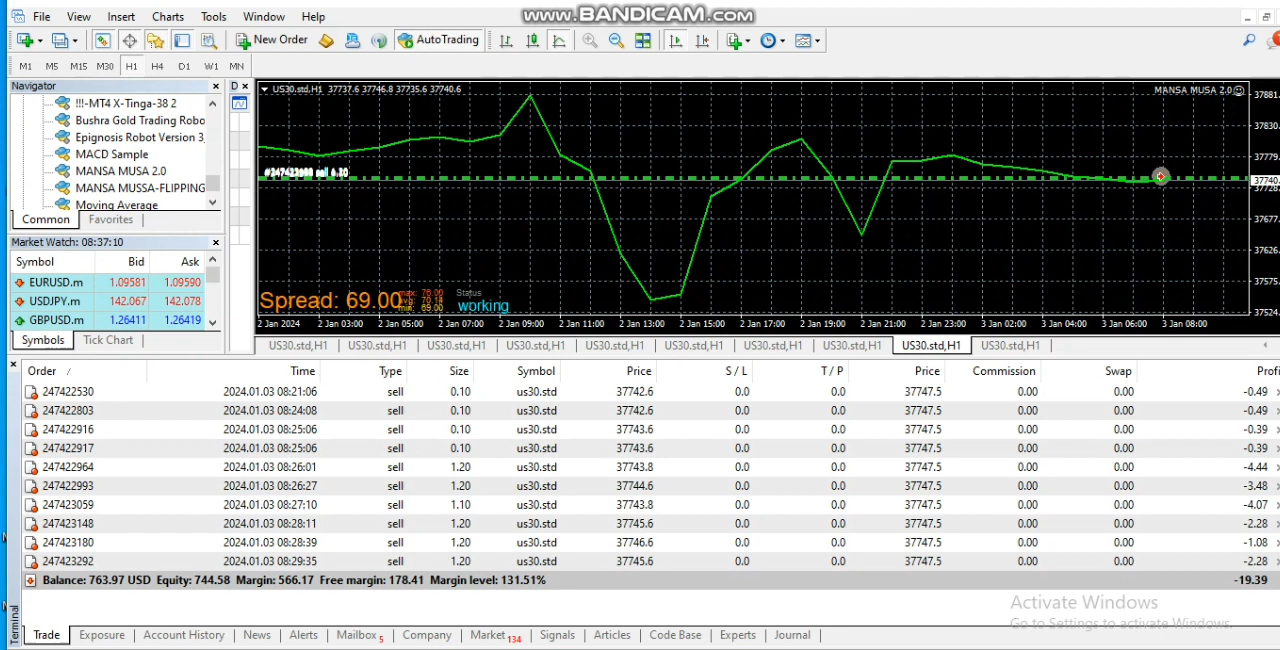 www.BANDICAM.com
File View Insert Charts Tools Window Help
New Order AutoTrading
M1 M5 M15 M30 H1 H4 D1 W1 MN
Navigator
!!!-MT4 X-Tinga-38 2
Bushra Gold Trading Robo
Epignosis Robot Version 3.
MACD Sample
MANSA MUSA 2.0
MANSA MUSSA-FLIPPING
Moving Average
Common Favorites
Market Watch: 08:37:10
Symbol Bid Ask
EURUSD.m 1.09581 1.09590
USDJPY.m 142.067 142.078
GBPUSD.m 1.26411 1.26419
Symbols Tick Chart
D
US30.std,H1 37737.6 37746.8 37735.6 37740.6
MANSA MUSA 2.0
37881.
37830.
37779.
37740.
37728.
37677.
37626.
37575.
37524.
Spread: 69.00
max: 76.00
avg: 70.14
min: 69.00
Status
working
2 Jan 2024 2 Jan 03:00 2 Jan 05:00 2 Jan 07:00 2 Jan 09:00 2 Jan 11:00 2 Jan 13:00 2 Jan 15:00 2 Jan 17:00 2 Jan 19:00 2 Jan 21:00 2 Jan 23:00 3 Jan 02:00 3 Jan 04:00 3 Jan 06:00 3 Jan 08:00
US30.std,H1 US30.std,H1 US30.std,H1 US30.std,H1 US30.std,H1 US30.std,H1 US30.std,H1 US30.std,H1 US30.std,H1 US30.std,H1
Order / Time Type Size Symbol Price S / L T / P Price Commission Swap Profi
247422530 2024.01.03 08:21:06 sell 0.10 us30.std 37742.6 0.0 0.0 37747.5 0.00 0.00 -0.49
247422803 2024.01.03 08:24:08 sell 0.10 us30.std 37742.6 0.0 0.0 37747.5 0.00 0.00 -0.49
247422916 2024.01.03 08:25:06 sell 0.10 us30.std 37743.6 0.0 0.0 37747.5 0.00 0.00 -0.39
247422917 2024.01.03 08:25:06 sell 0.10 us30.std 37743.6 0.0 0.0 37747.5 0.00 0.00 -0.39
247422964 2024.01.03 08:26:01 sell 1.20 us30.std 37743.8 0.0 0.0 37747.5 0.00 0.00 -4.44
247422993 2024.01.03 08:26:27 sell 1.20 us30.std 37744.6 0.0 0.0 37747.5 0.00 0.00 -3.48
247423059 2024.01.03 08:27:10 sell 1.10 us30.std 37743.8 0.0 0.0 37747.5 0.00 0.00 -4.07
247423148 2024.01.03 08:28:11 sell 1.20 us30.std 37745.6 0.0 0.0 37747.5 0.00 0.00 -2.28
247423180 2024.01.03 08:28:39 sell 1.20 us30.std 37746.6 0.0 0.0 37747.5 0.00 0.00 -1.08
247423292 2024.01.03 08:29:35 sell 1.20 us30.std 37745.6 0.0 0.0 37747.5 0.00 0.00 -2.28
Balance: 763.97 USD Equity: 744.58 Margin: 566.17 Free margin: 178.41 Margin level: 131.51% -19.39
Activate Windows
Go to Settings to activate Windows.
Terminal
Trade Exposure Account History News Alerts Mailbox 5 Company Market 134 Signals Articles Code Base Experts Journal